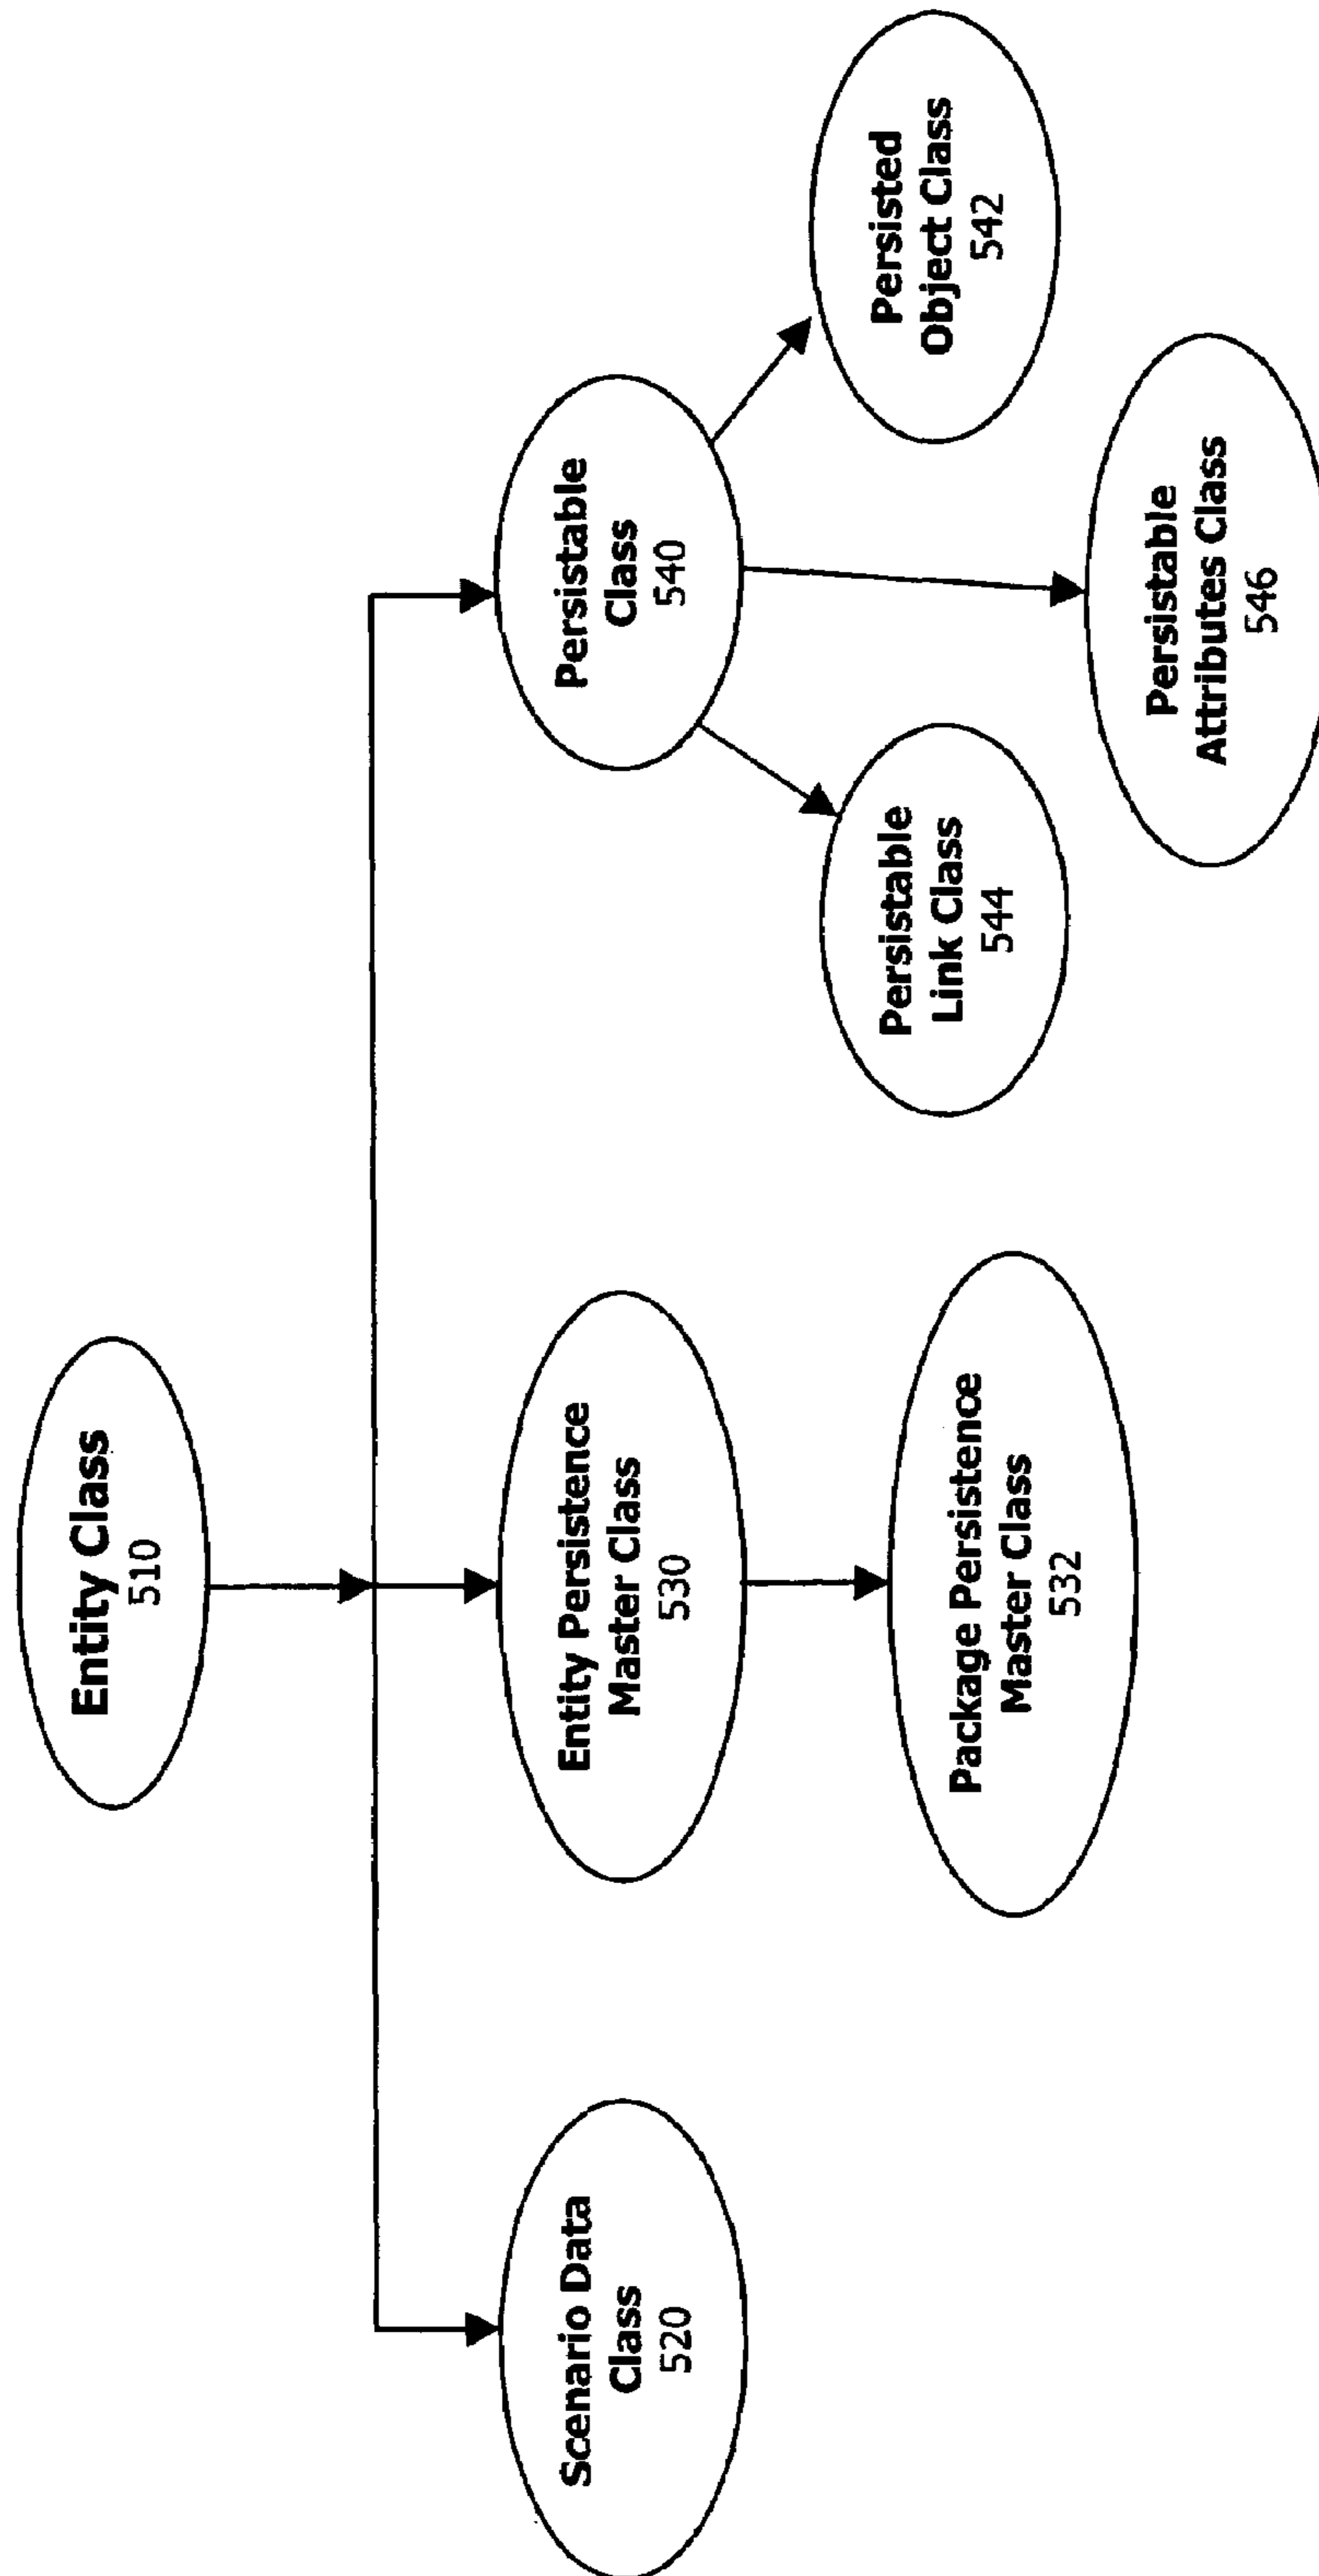 Entity Class
510
Scenario Data
Class
520
Entity Persistence
Master Class
530
Persistable
Class
540
Package Persistence
Master Class
532
Persistable
Link Class
544
Persisted
Object Class
542
Persistable
Attributes Class
546